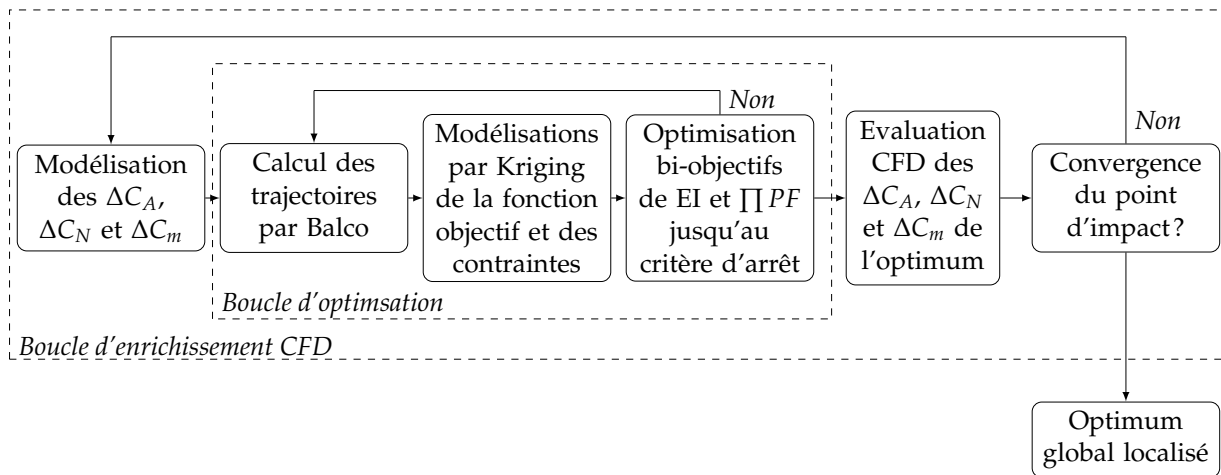 Non
Modélisation
des ΔC_A,
ΔC_N et ΔC_m
Calcul des
trajectoires
par Balco
Modélisations
par Kriging
de la fonction
objectif et des
contraintes
Non
Optimisation
bi-objectifs
de EI et ∏ PF
jusqu'au
critère d'arrêt
Evaluation
CFD des
ΔC_A, ΔC_N
et ΔC_m de
l'optimum
Convergence
du point
d'impact ?
Boucle d'optimsation
Boucle d'enrichissement CFD
Optimum
global localisé